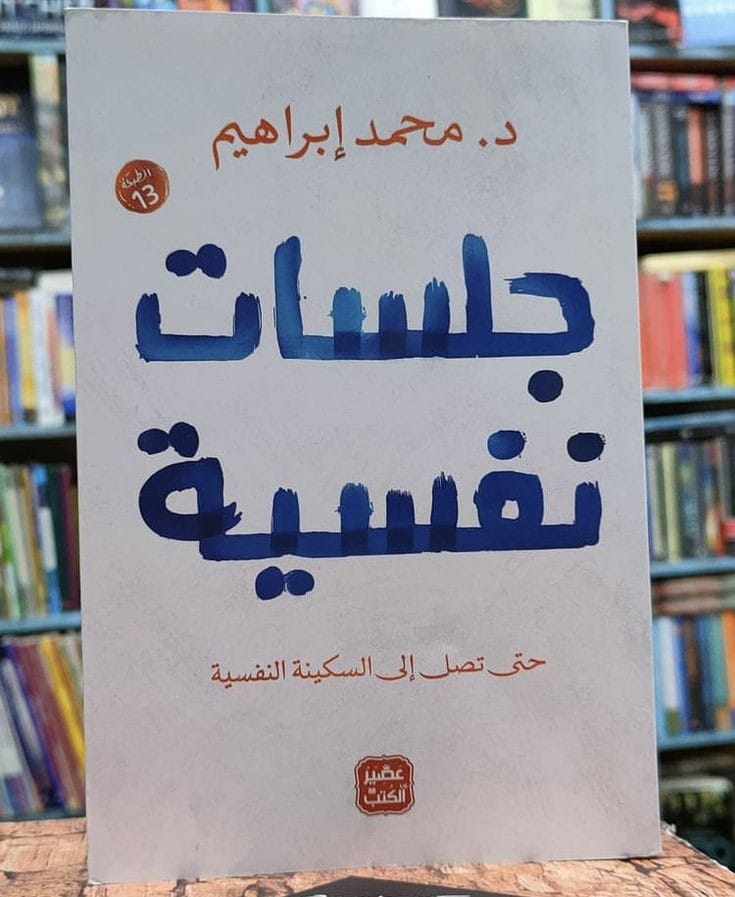 د. محمد إبراهيم
الطبعة
13
جلسات
نفسية
حتى تصل إلى السكينة النفسية
عصير
الكتب